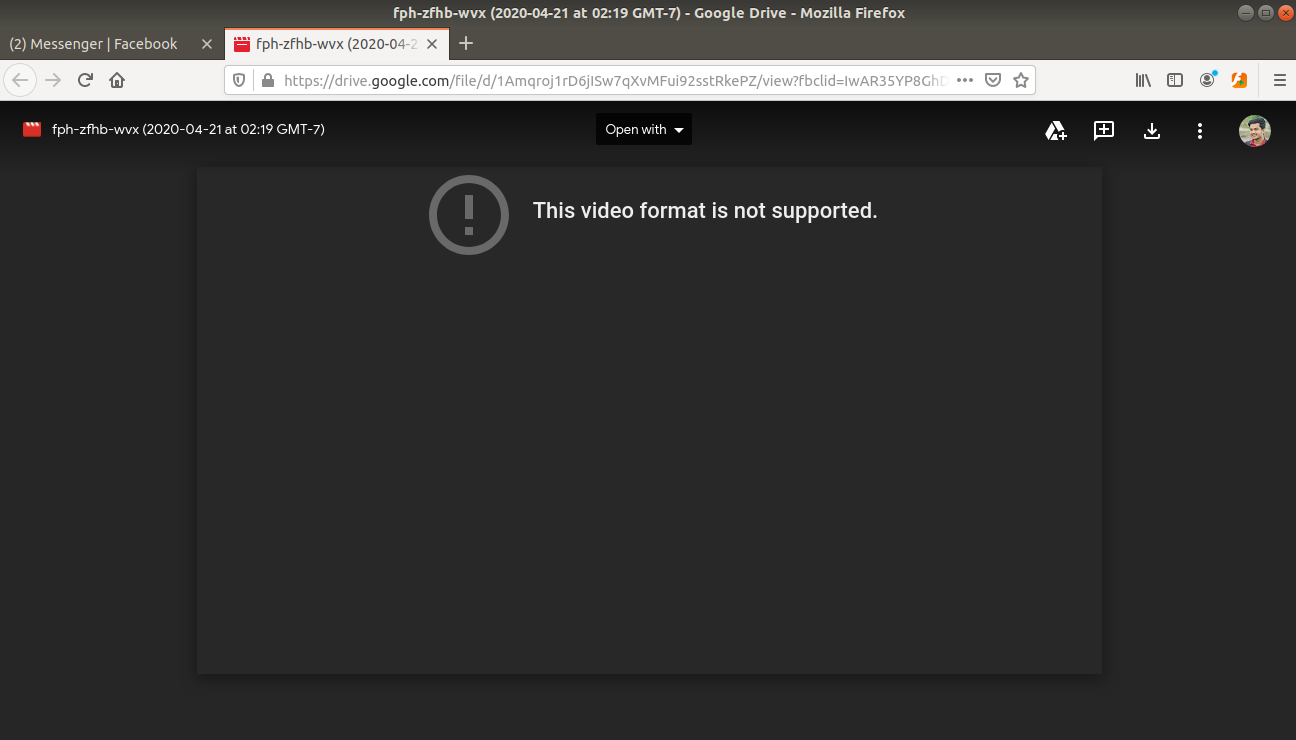 fph-zfhb-wvx (2020-04-21 at 02:19 GMT-7) - Google Drive - Mozilla Firefox
(2) Messenger | Facebook
fph-zfhb-wvx (2020-04-2
https://drive.google.com/file/d/1Amqroj1rD6jISw7qXvMFui92sstRkePZ/view?fbclid=IwAR35YP8GhD
fph-zfhb-wvx (2020-04-21 at 02:19 GMT-7)
Open with
This video format is not supported.